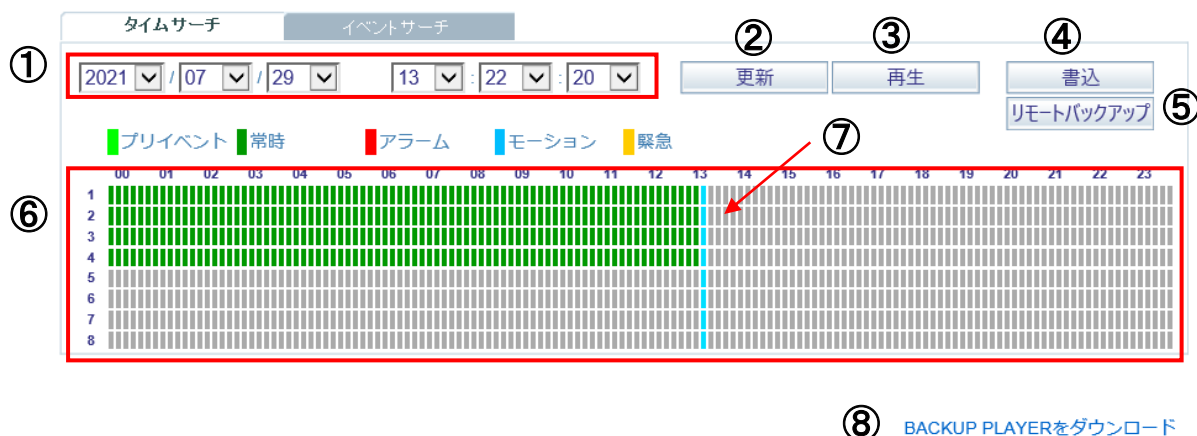 タイムサーチ イベントサーチ
① ② ③ ④
2021 / 07 / 29 13 : 22 : 20 更新 再生 書込
リモートバックアップ ⑤
プリイベント 常時 アラーム モーション 緊急 ⑦
00 01 02 03 04 05 06 07 08 09 10 11 12 13 14 15 16 17 18 19 20 21 22 23
⑥
1
2
3
4
5
6
7
8
⑧ BACKUP PLAYERをダウンロード